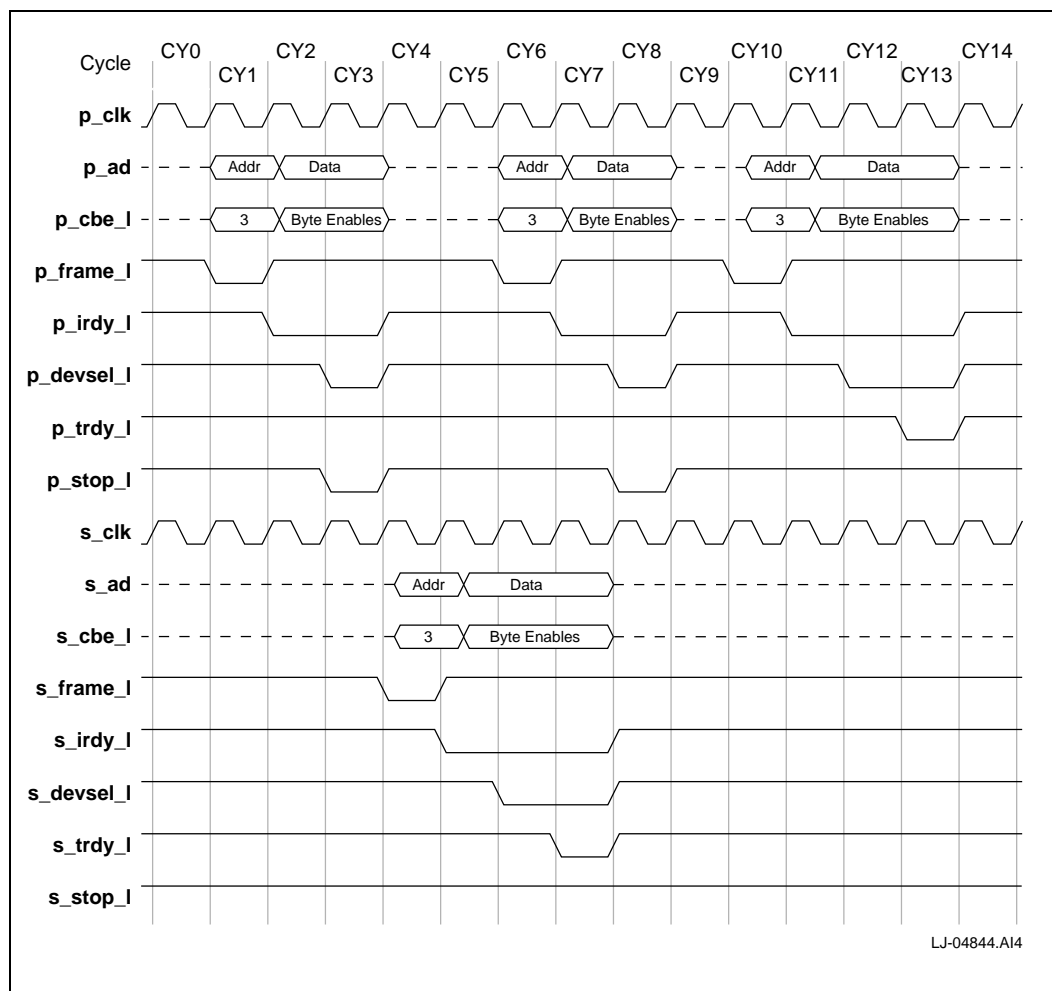 CY0 CY2 CY4 CY6 CY8 CY10 CY12 CY14
Cycle
CY1 CY3 CY5 CY7 CY9 CY11 CY13
p_clk
p_ad Addr Data Addr Data Addr Data
p_cbe_l 3 Byte Enables 3 Byte Enables 3 Byte Enables
p_frame_l
p_irdy_l
p_devsel_l
p_trdy_l
p_stop_l
s_clk
s_ad Addr Data
s_cbe_l 3 Byte Enables
s_frame_l
s_irdy_l
s_devsel_l
s_trdy_l
s_stop_l
LJ-04844.AI4